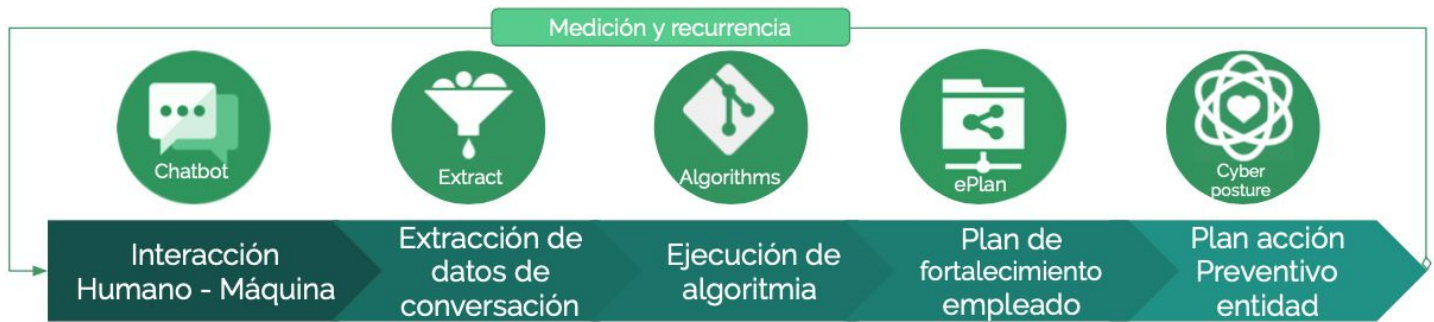 Medición y recurrencia
Chatbot
Extract
Algorithms
ePlan
Cyber
posture
Interacción
Humano - Máquina
Extracción de
datos de
conversación
Ejecución de
algoritmia
Plan de
fortalecimiento
empleado
Plan acción
Preventivo
entidad